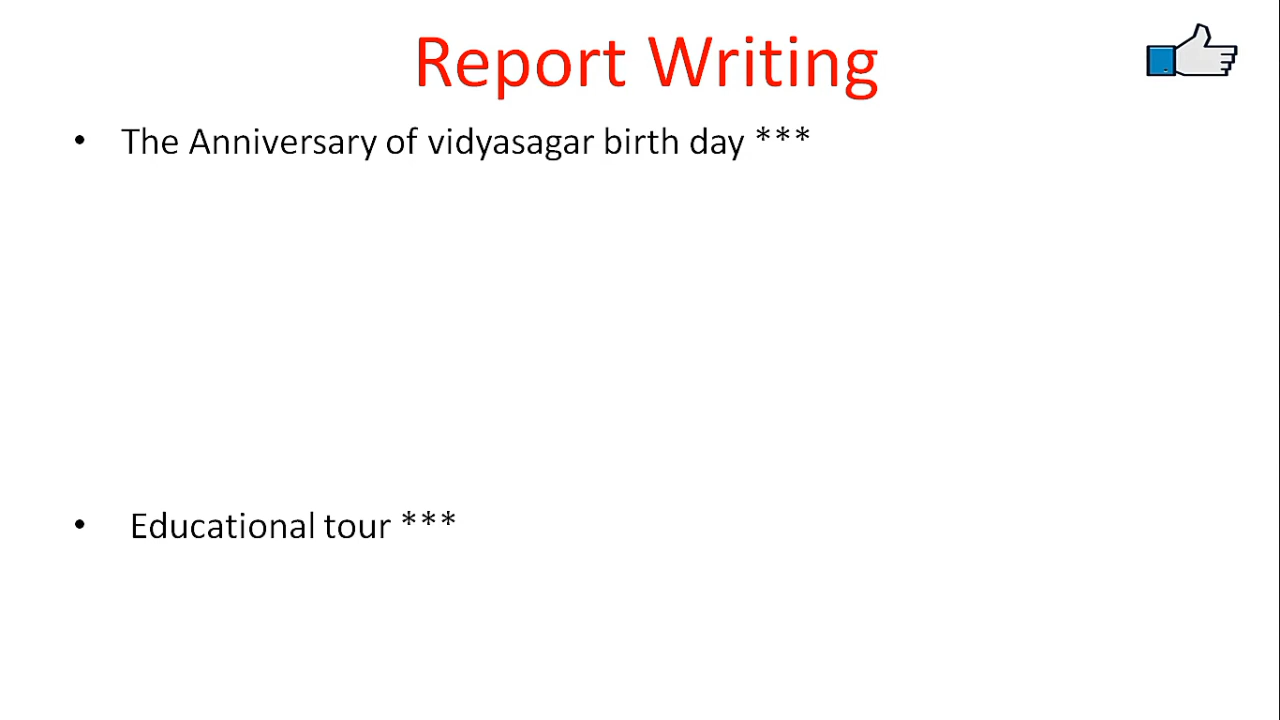 Report Writing
• The Anniversary of vidyasagar birth day ***
• Educational tour ***